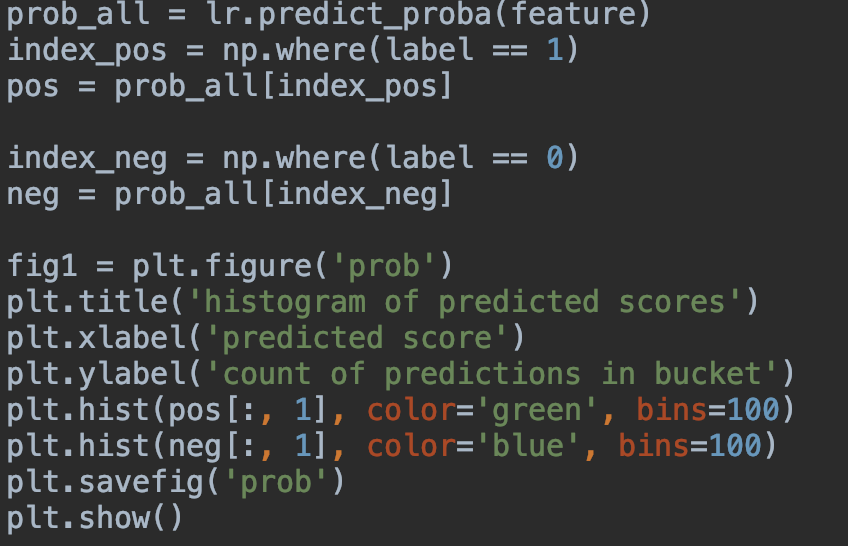 prob_all = lr.predict_proba(feature)
index_pos = np.where(label == 1)
pos = prob_all[index_pos]
index_neg = np.where(label == 0)
neg = prob_all[index_neg]
fig1 = plt.figure('prob')
plt.title('histogram of predicted scores')
plt.xlabel('predicted score')
plt.ylabel('count of predictions in bucket')
plt.hist(pos[:, 1], color='green', bins=100)
plt.hist(neg[:, 1], color='blue', bins=100)
plt.savefig('prob')
plt.show()